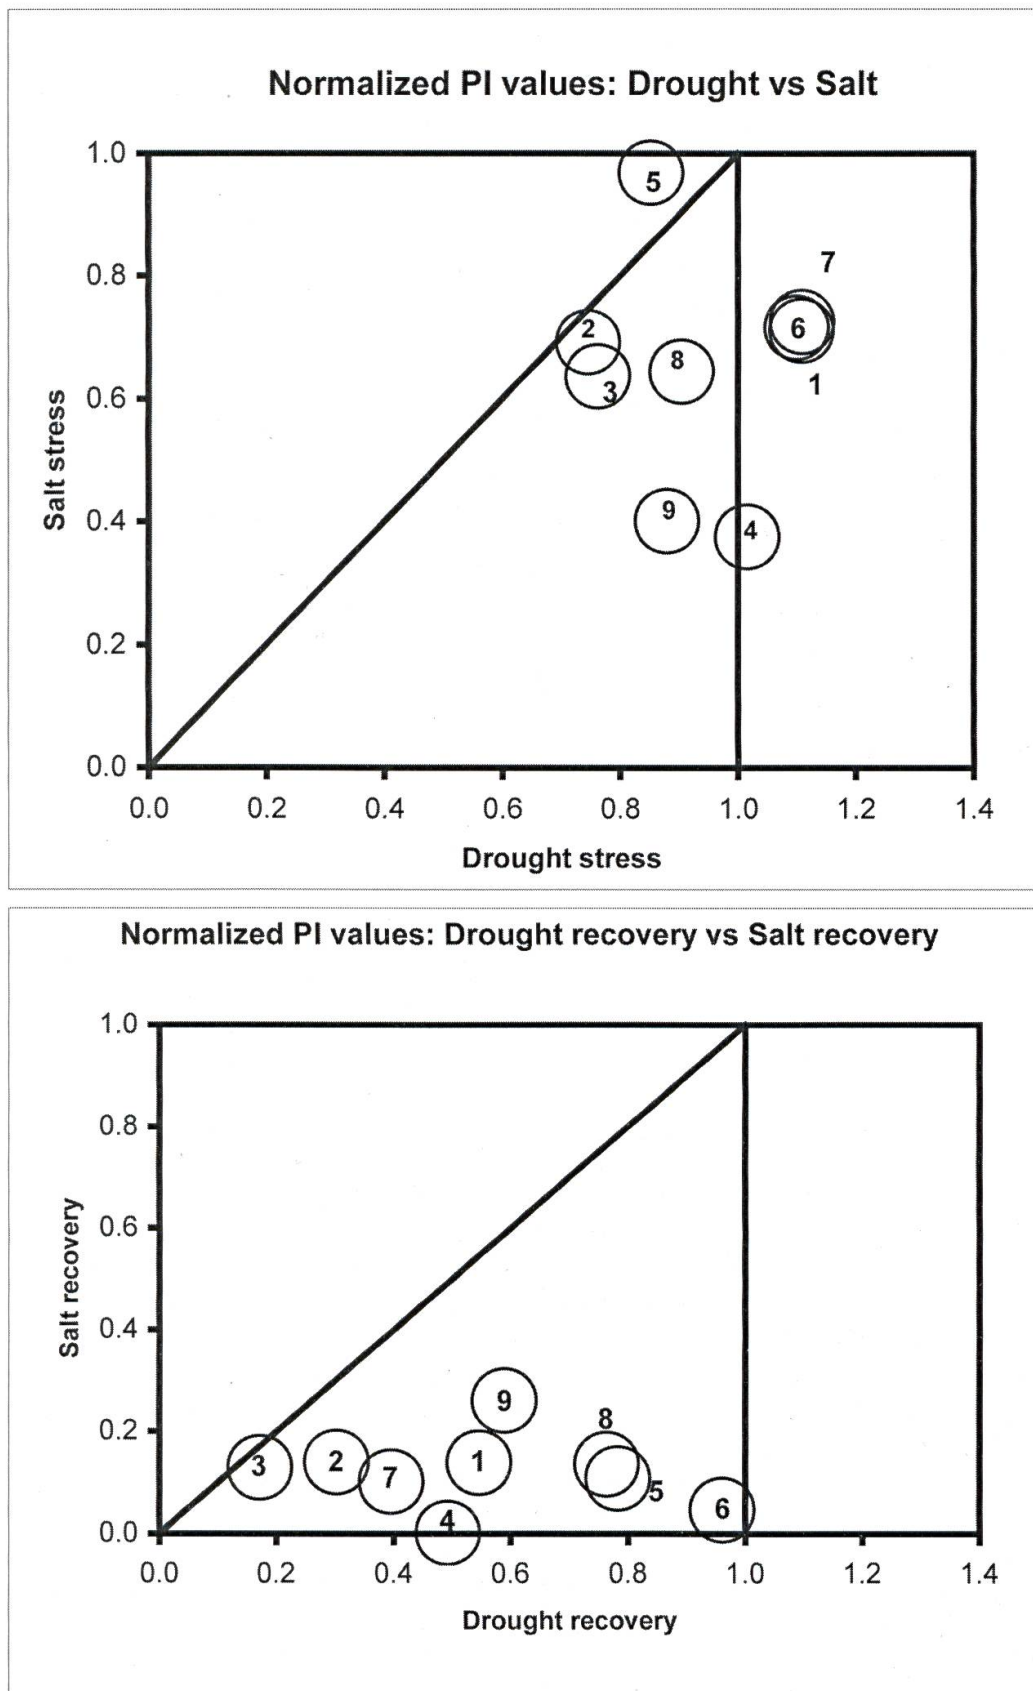 Normalized PI values: Drought vs Salt
1.0
5
0.8
7
6
2
8
3
1
0.6
Salt stress
9
4
0.4
0.2
0.0
0.0 0.2 0.4 0.6 0.8 1.0 1.2 1.4
Drought stress
Normalized PI values: Drought recovery vs Salt recovery
1.0
0.8
0.6
Salt recovery
0.4
9
8
0.2
3 2 7 1
5
4
6
0.0
0.0 0.2 0.4 0.6 0.8 1.0 1.2 1.4
Drought recovery